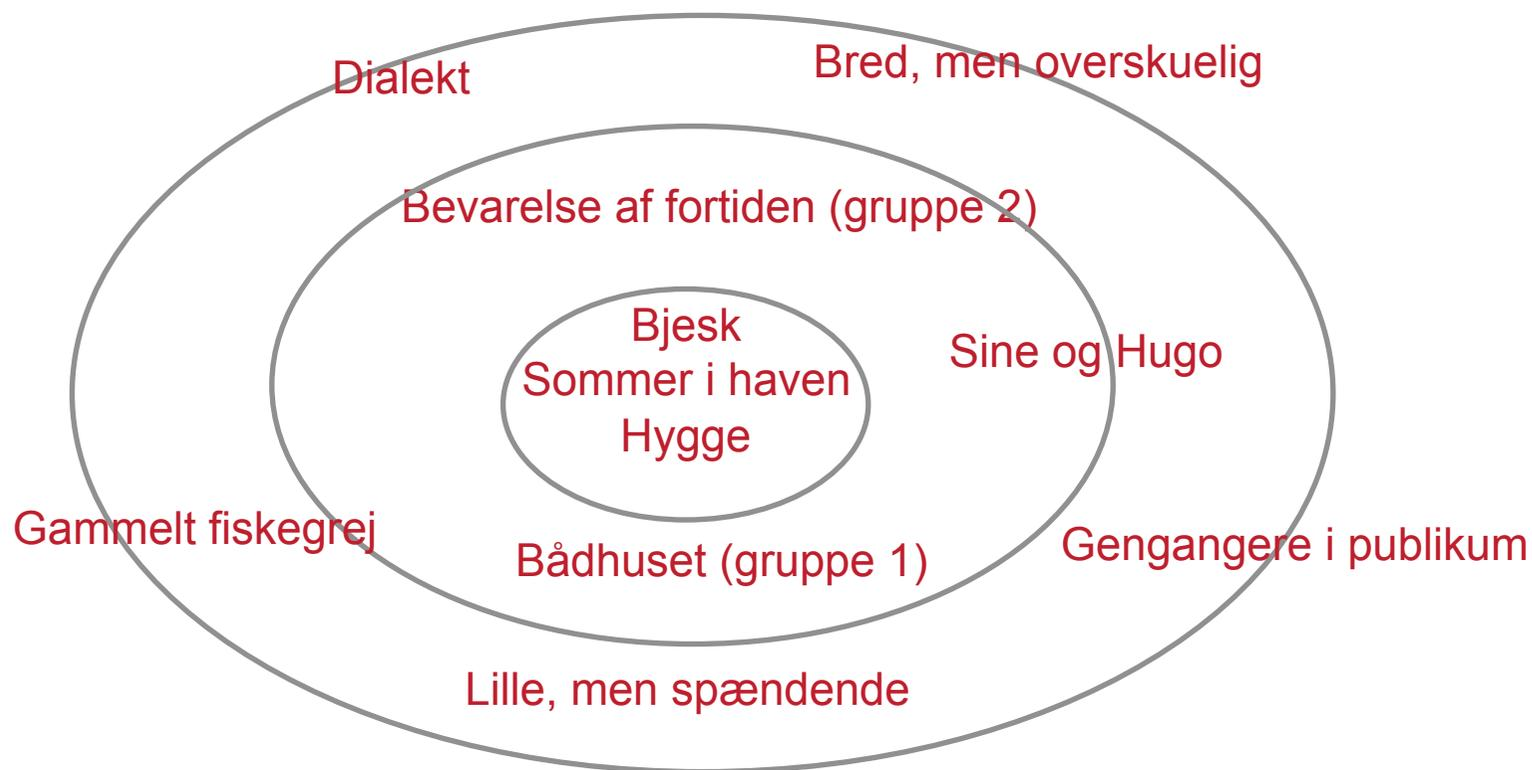 Dialekt
Bred, men overskuelig
Bevarelse af fortiden (gruppe 2)
Bjesk
Sommer i haven
Hygge
Sine og Hugo
Gammelt fiskegrej
Bådhuset (gruppe 1)
Gengangere i publikum
Lille, men spændende